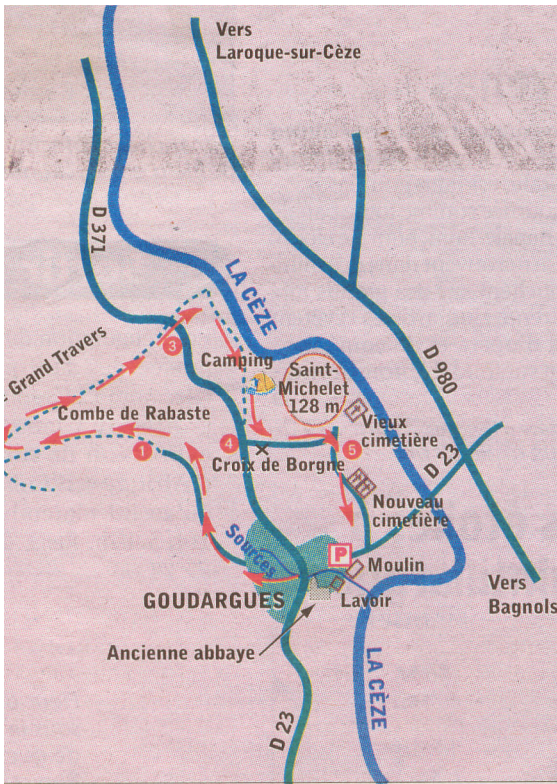 Vers
Laroque-sur-Cèze
D 371
LA CÈZE
D 980
Grand Travers
3
Camping
Saint-
Michelet
128 m
Combe de Rabaste
Vieux
cimetière
1
4
5
Croix de Borgne
D 23
Nouveau
cimetière
Sources
P
Moulin
GOUDARGUES
Lavoir
Vers
Bagnols
Ancienne abbaye
LA CÈZE
D 23